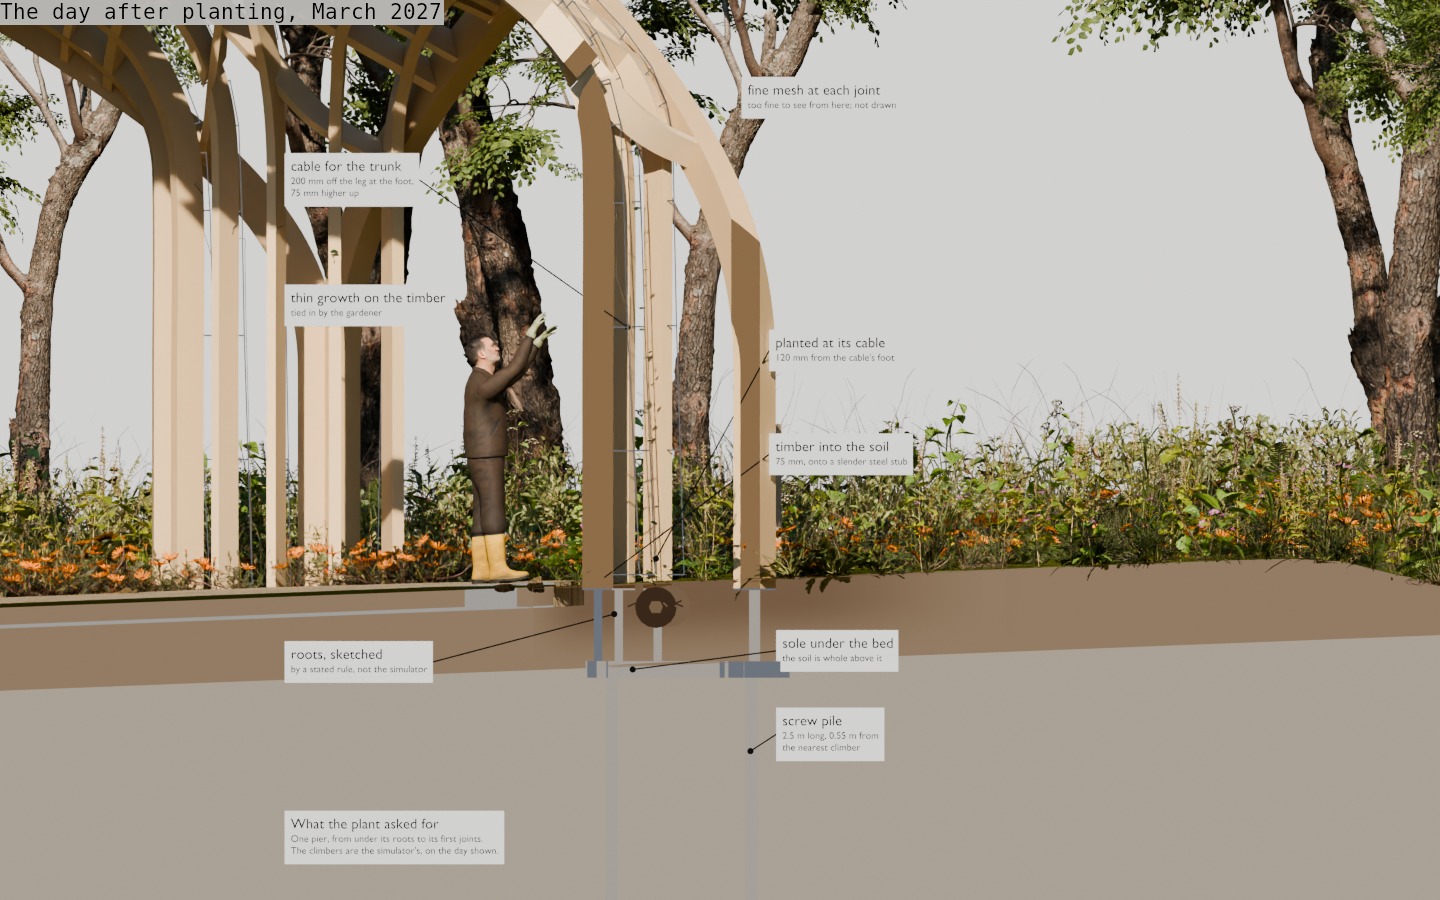 The day after planting, March 2027
fine mesh at each joint
too fine to see from here; not drawn
cable for the trunk
200 mm off the leg at the foot,
75 mm higher up
thin growth on the timber
tied in by the gardener
planted at its cable
120 mm from the cable's foot
timber into the soil
75 mm, onto a slender steel stub
roots, sketched
by a stated rule, not the simulator
sole under the bed
the soil is whole above it
screw pile
2.5 m long, 0.55 m from
the nearest climber
What the plant asked for
One pier, from under its roots to its first joints.
The climbers are the simulator's, on the day shown.